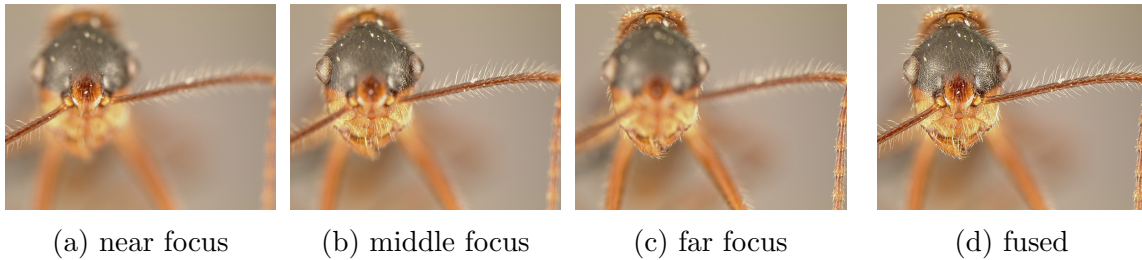 (a) near focus
(b) middle focus
(c) far focus
(d) fused